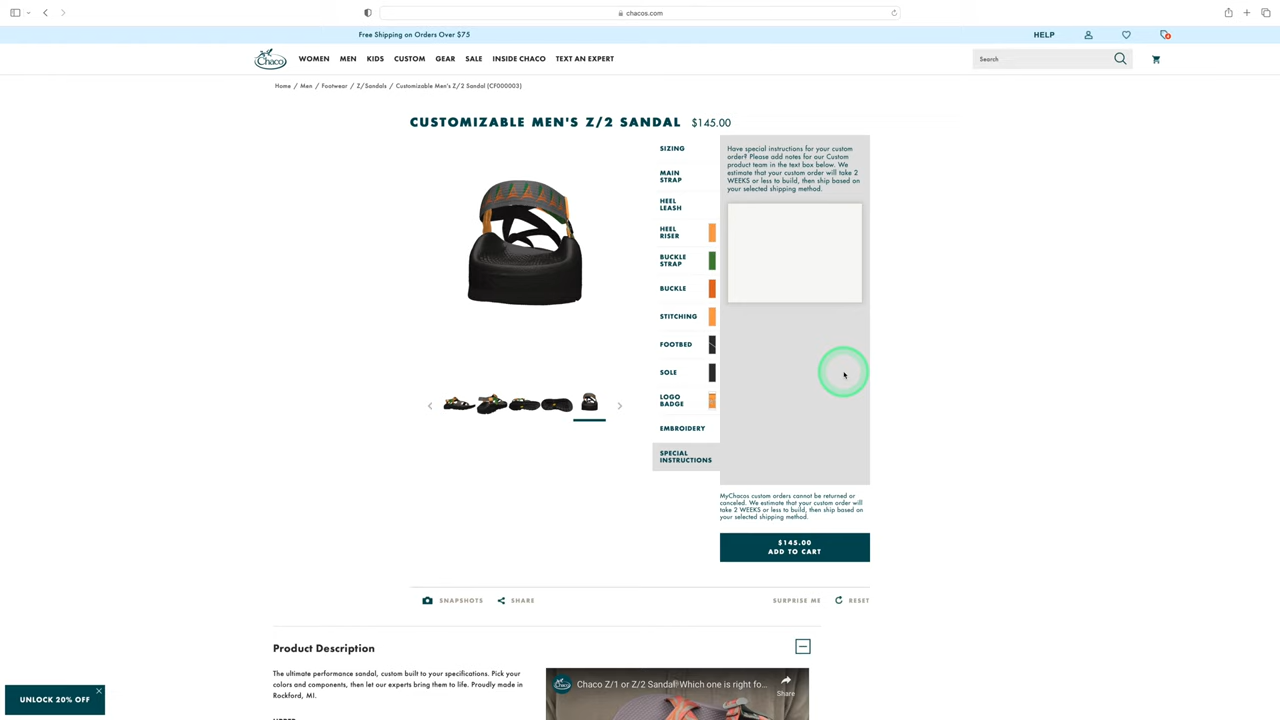 chacos.com
Free Shipping on Orders Over $75
HELP
Chaco
WOMEN MEN KIDS CUSTOM GEAR SALE INSIDE CHACO TEXT AN EXPERT
Search
Home / Men / Footwear / Z/Sandals / Customizable Men's Z/2 Sandal (CF000003)
CUSTOMIZABLE MEN'S Z/2 SANDAL $145.00
SIZING
MAIN
STRAP
HEEL
LEASH
HEEL
RISER
BUCKLE
STRAP
BUCKLE
STITCHING
FOOTBED
SOLE
LOGO
BADGE
EMBROIDERY
SPECIAL
INSTRUCTIONS
Have special instructions for your custom
order? Please add notes for our Custom
product team in the text box below. We
estimate that your custom order will take 2
WEEKS or less to build, then ship based on
your selected shipping method.
MyChacos custom orders cannot be returned or
canceled. We estimate that your custom order will
take 2 WEEKS or less to build, then ship based on
your selected shipping method.
$145.00
ADD TO CART
SNAPSHOTS SHARE
SURPRISE ME RESET
Product Description
The ultimate performance sandal, custom built to your specifications. Pick your
colors and components, then let our experts bring them to life. Proudly made in
Rockford, MI.
Chaco Z/1 or Z/2 Sandal: Which one is right fo...
Share
UNLOCK 20% OFF